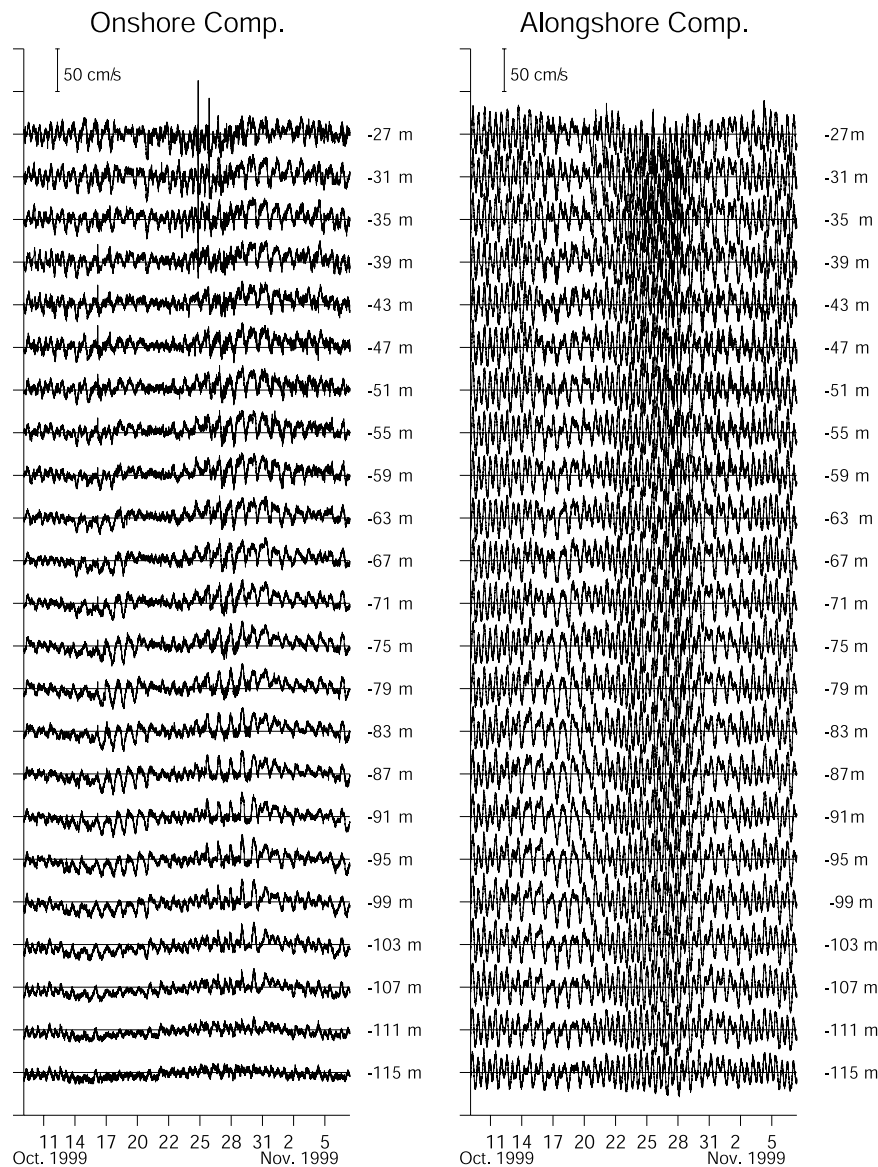 Onshore Comp. Alongshore Comp.
50 cm/s 50 cm/s
-27 m -27m
-31 m -31 m
-35 m -35 m
-39 m -39 m
-43 m -43 m
-47 m -47 m
-51 m -51 m
-55 m -55 m
-59 m -59 m
-63 m -63 m
-67 m -67 m
-71 m -71 m
-75 m -75 m
-79 m -79 m
-83 m -83 m
-87 m -87m
-91 m -91m
-95 m -95 m
-99 m -99 m
-103 m -103 m
-107 m -107 m
-111 m -111 m
-115 m -115 m
11 14 17 20 22 25 28 31 2 5 11 14 17 20 22 25 28 31 2 5
Oct. 1999 Nov. 1999 Oct. 1999 Nov. 1999